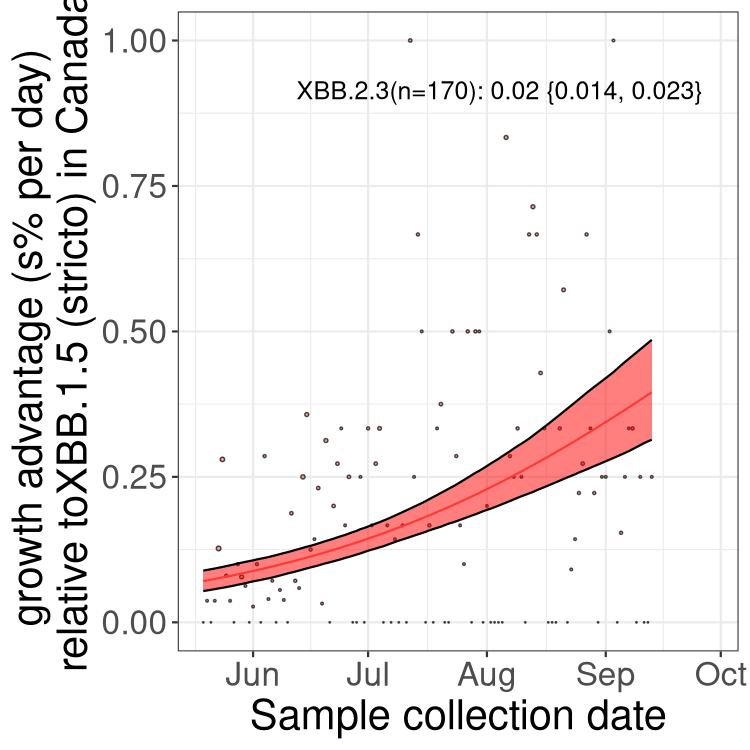 growth advantage (s% per day)
relative toXBB.1.5 (stricto) in Canada
1.00
0.75
0.50
0.25
0.00
XBB.2.3(n=170): 0.02 {0.014, 0.023}
Jun Jul Aug Sep Oct
Sample collection date